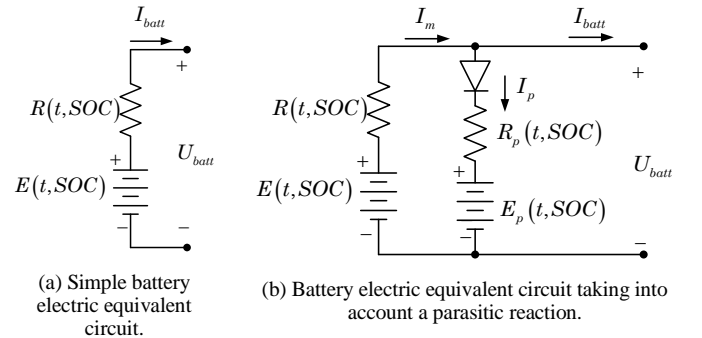 I_batt
+
R(t,SOC)
+
U_batt
E(t,SOC)
−
−
(a) Simple battery
electric equivalent
circuit.
I_m
I_batt
+
I_p
R(t,SOC)
R_p(t,SOC)
+
+
U_batt
E(t,SOC)
E_p(t,SOC)
−
−
−
(b) Battery electric equivalent circuit taking into
account a parasitic reaction.